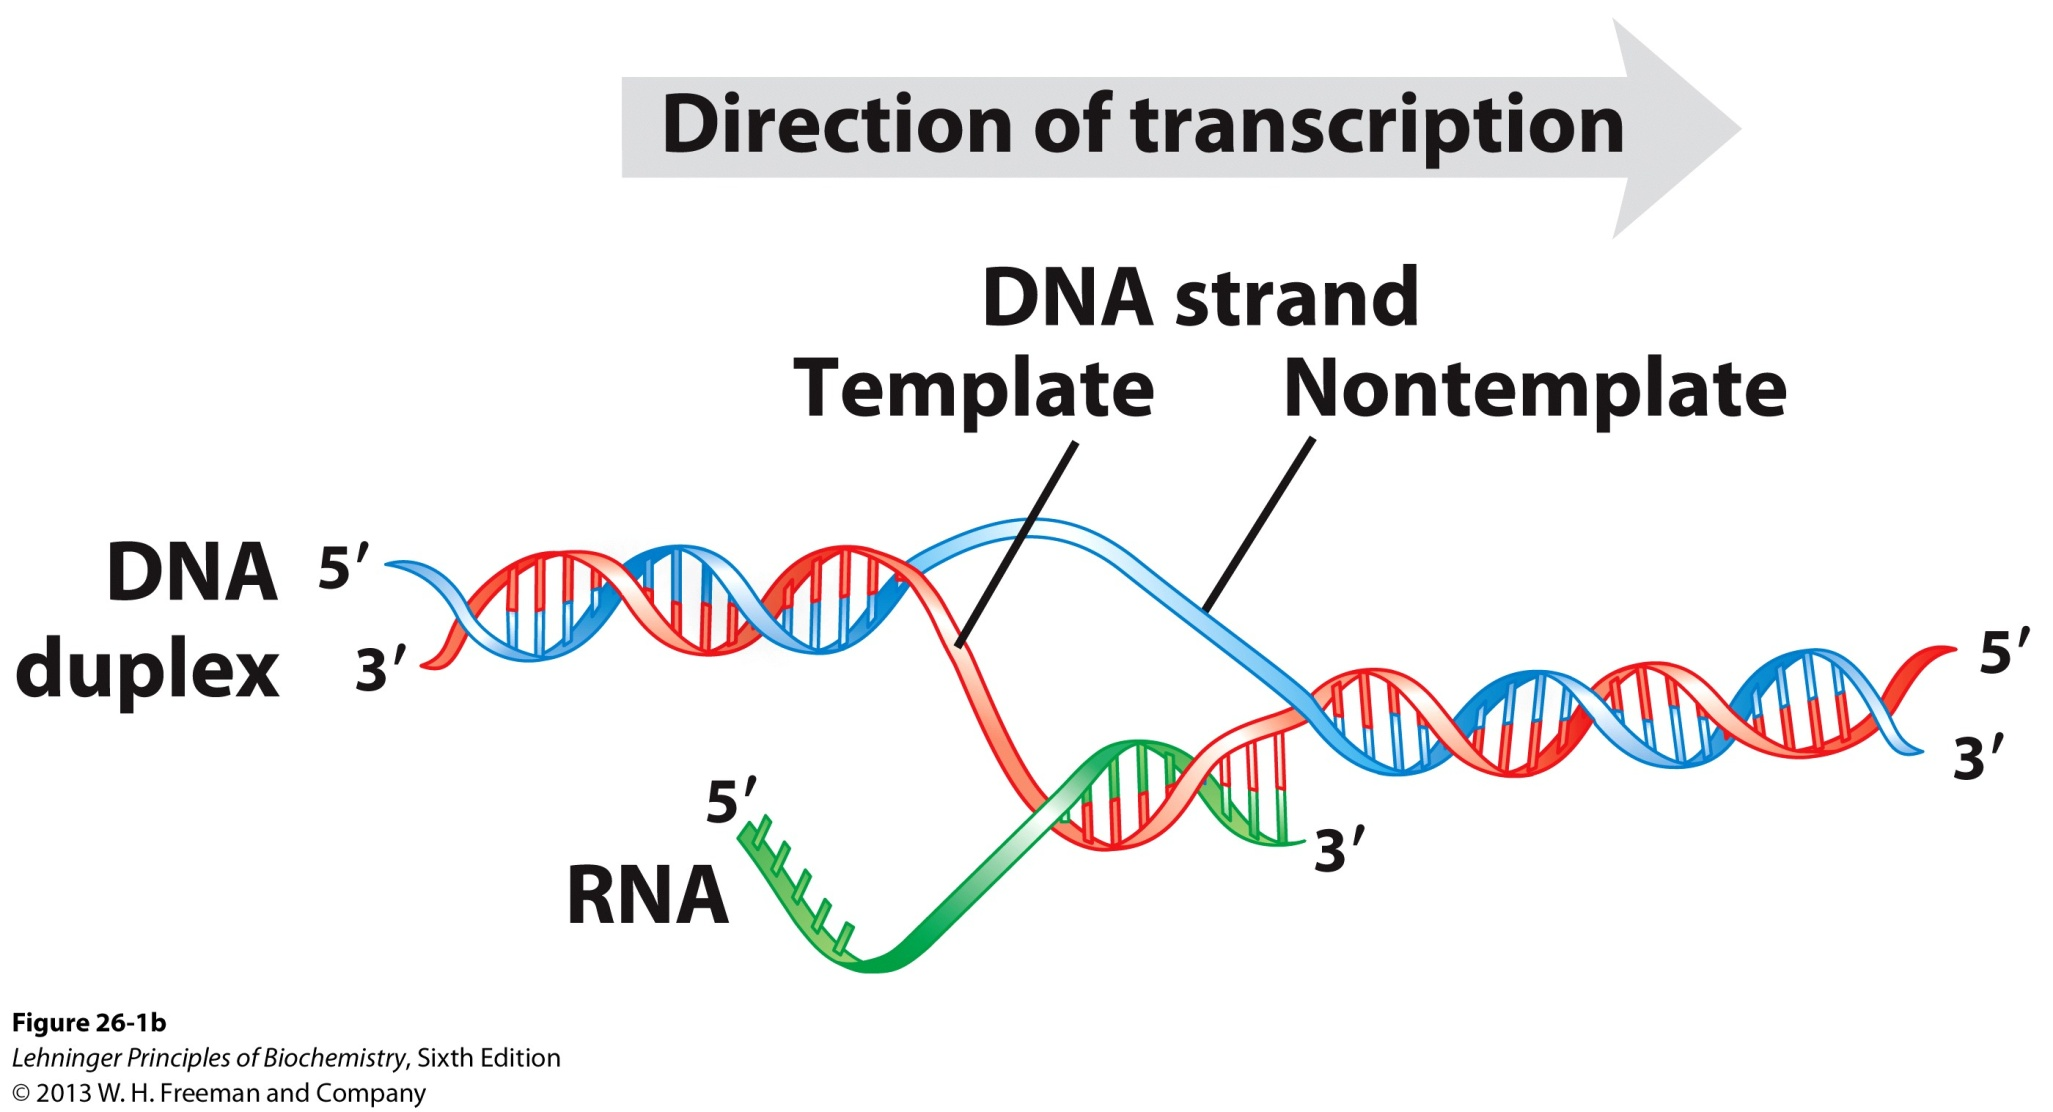 Direction of transcription
DNA strand
Template Nontemplate
DNA duplex
5′
3′
5′
3′
5′
RNA
3′
Figure 26-1b
Lehninger Principles of Biochemistry, Sixth Edition
© 2013 W. H. Freeman and Company